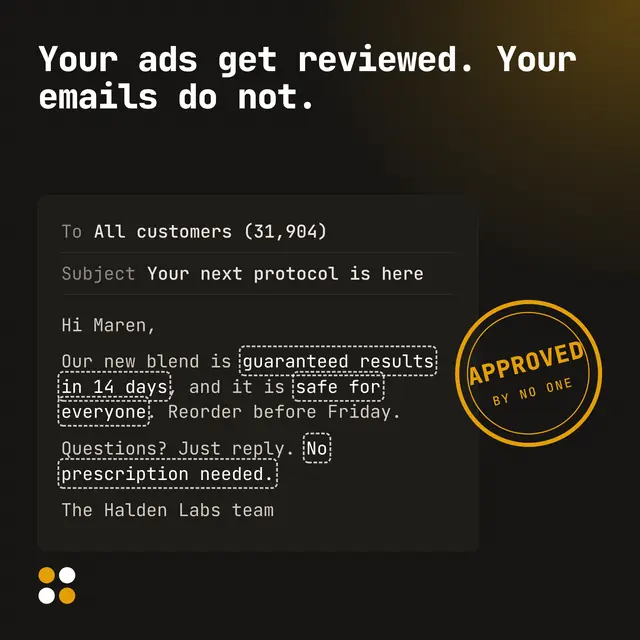 Your ads get reviewed. Your
emails do not.
To All customers (31,904)
Subject Your next protocol is here
Hi Maren,
Our new blend is guaranteed results
in 14 days, and it is safe for
everyone. Reorder before Friday.
Questions? Just reply. No
prescription needed.
The Halden Labs team
APPROVED
BY NO ONE